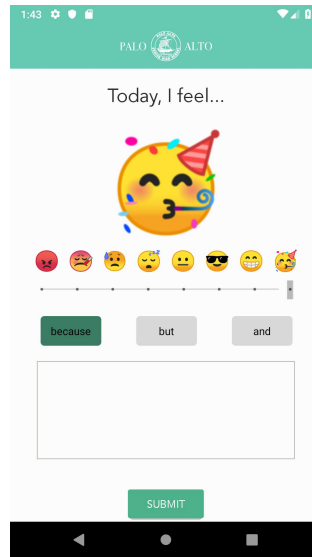 1:43
PALO ALTO
Today, I feel...
because but and
SUBMIT